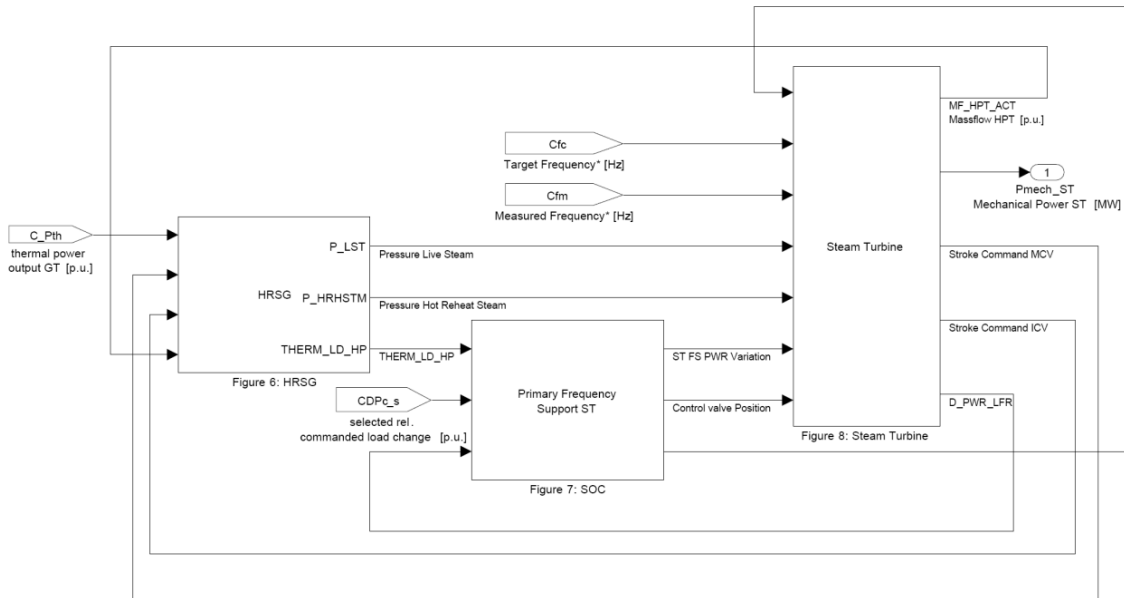 MF_HPT_ACT
Massflow HPT [p.u.]
Cfc
Target Frequency* [Hz]
1
Pmech_ST
Mechanical Power ST [MW]
Cfm
Measured Frequency* [Hz]
C_Pth
thermal power
output GT [p.u.]
P_LST
Pressure Live Steam
Steam Turbine
Stroke Command MCV
HRSG
P_HRHSTM
Pressure Hot Reheat Steam
THERM_LD_HP
THERM_LD_HP
Figure 6: HRSG
Primary Frequency
Support ST
ST FS PWR Variation
Stroke Command ICV
CDPc_s
selected rel.
commanded load change [p.u.]
Control valve Position
D_PWR_LFR
Figure 8: Steam Turbine
Figure 7: SOC